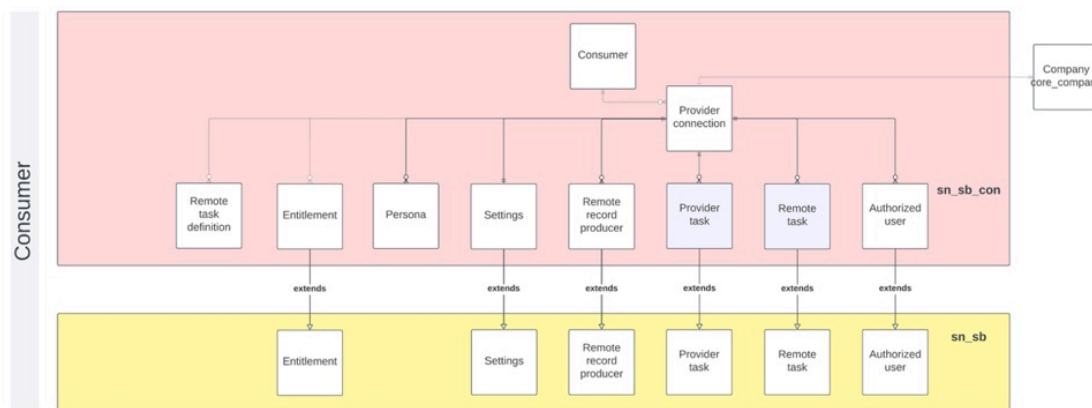 Consumer
Consumer
Company
core_compan
Provider
connection
sn_sb_con
Remote
task
definition
Entitlement
Persona
Settings
Remote
record
producer
Provider
task
Remote
task
Authorized
user
extends
extends
extends
extends
extends
extends
sn_sb
Entitlement
Settings
Remote
record
producer
Provider
task
Remote
task
Authorized
user